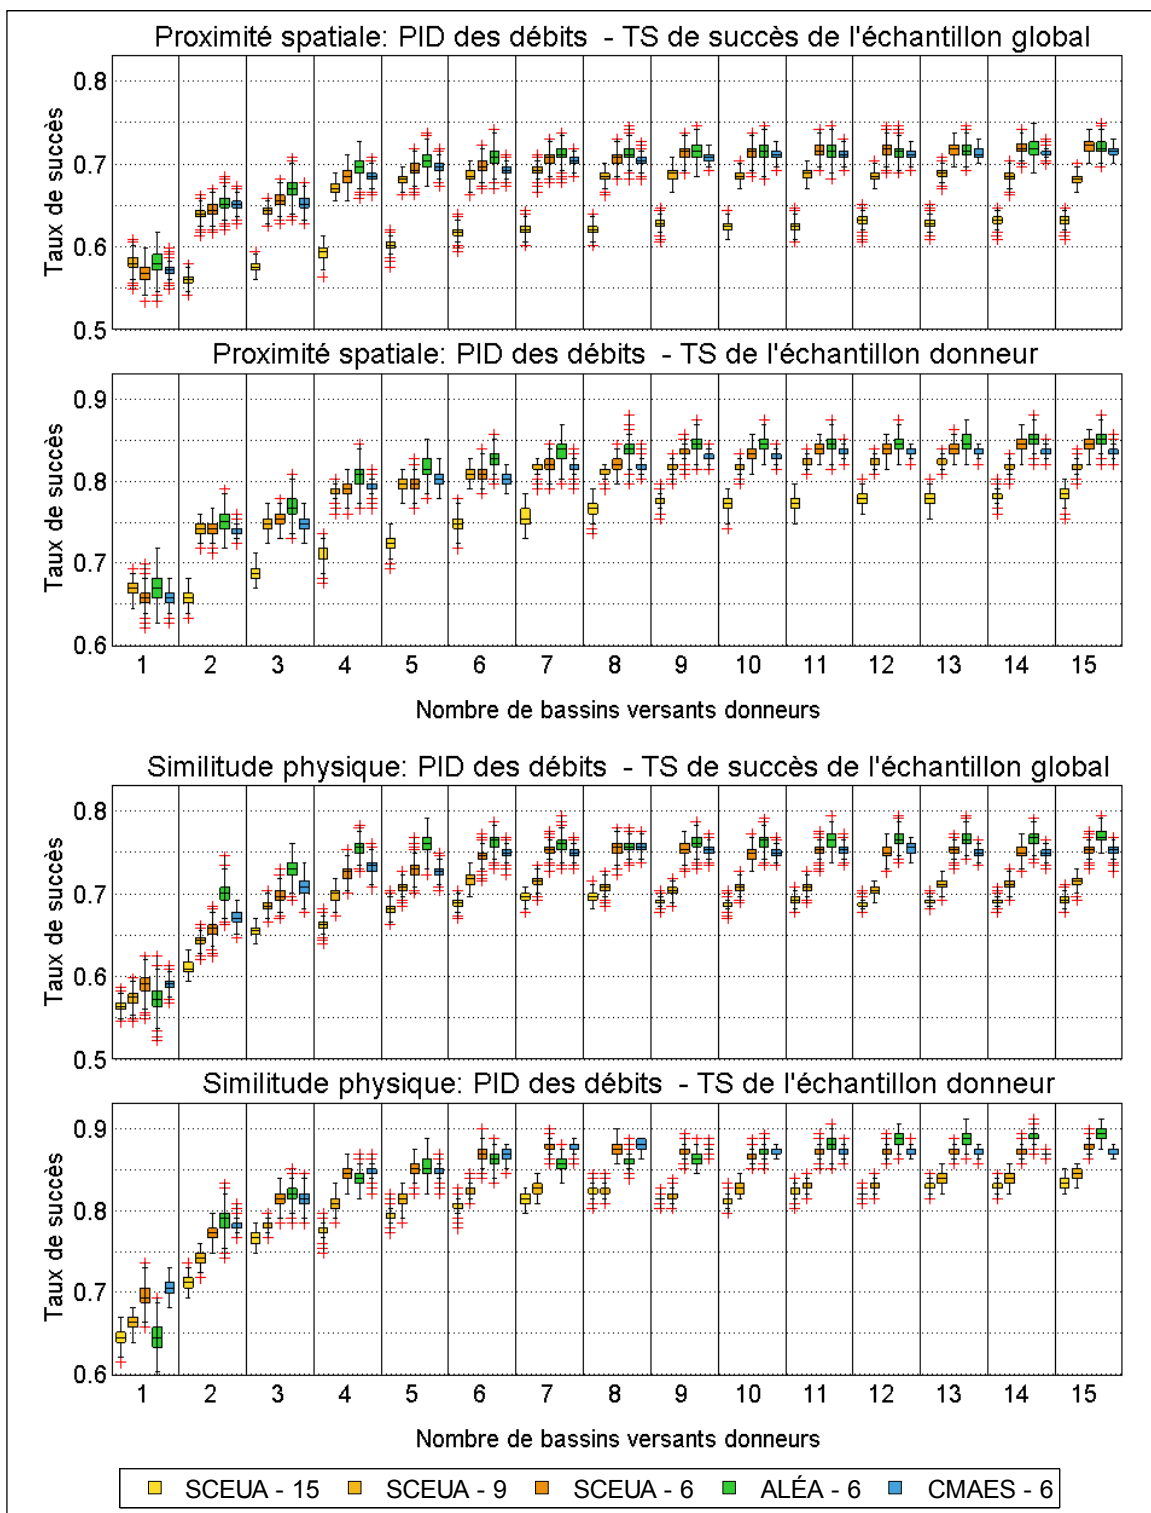 Proximité spatiale: PID des débits - TS de succès de l'échantillon global
Taux de succès
0.8
0.7
0.6
0.5
Proximité spatiale: PID des débits - TS de l'échantillon donneur
Taux de succès
0.9
0.8
0.7
0.6
1 2 3 4 5 6 7 8 9 10 11 12 13 14 15
Nombre de bassins versants donneurs
Similitude physique: PID des débits - TS de succès de l'échantillon global
Taux de succès
0.8
0.7
0.6
0.5
Similitude physique: PID des débits - TS de l'échantillon donneur
Taux de succès
0.9
0.8
0.7
0.6
1 2 3 4 5 6 7 8 9 10 11 12 13 14 15
Nombre de bassins versants donneurs
SCEUA - 15 SCEUA - 9 SCEUA - 6 ALÉA - 6 CMAES - 6